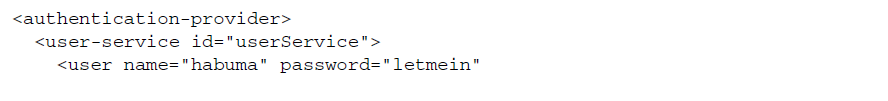 <authentication-provider>
<user-service id="userService">
<user name="habuma" password="letmein"